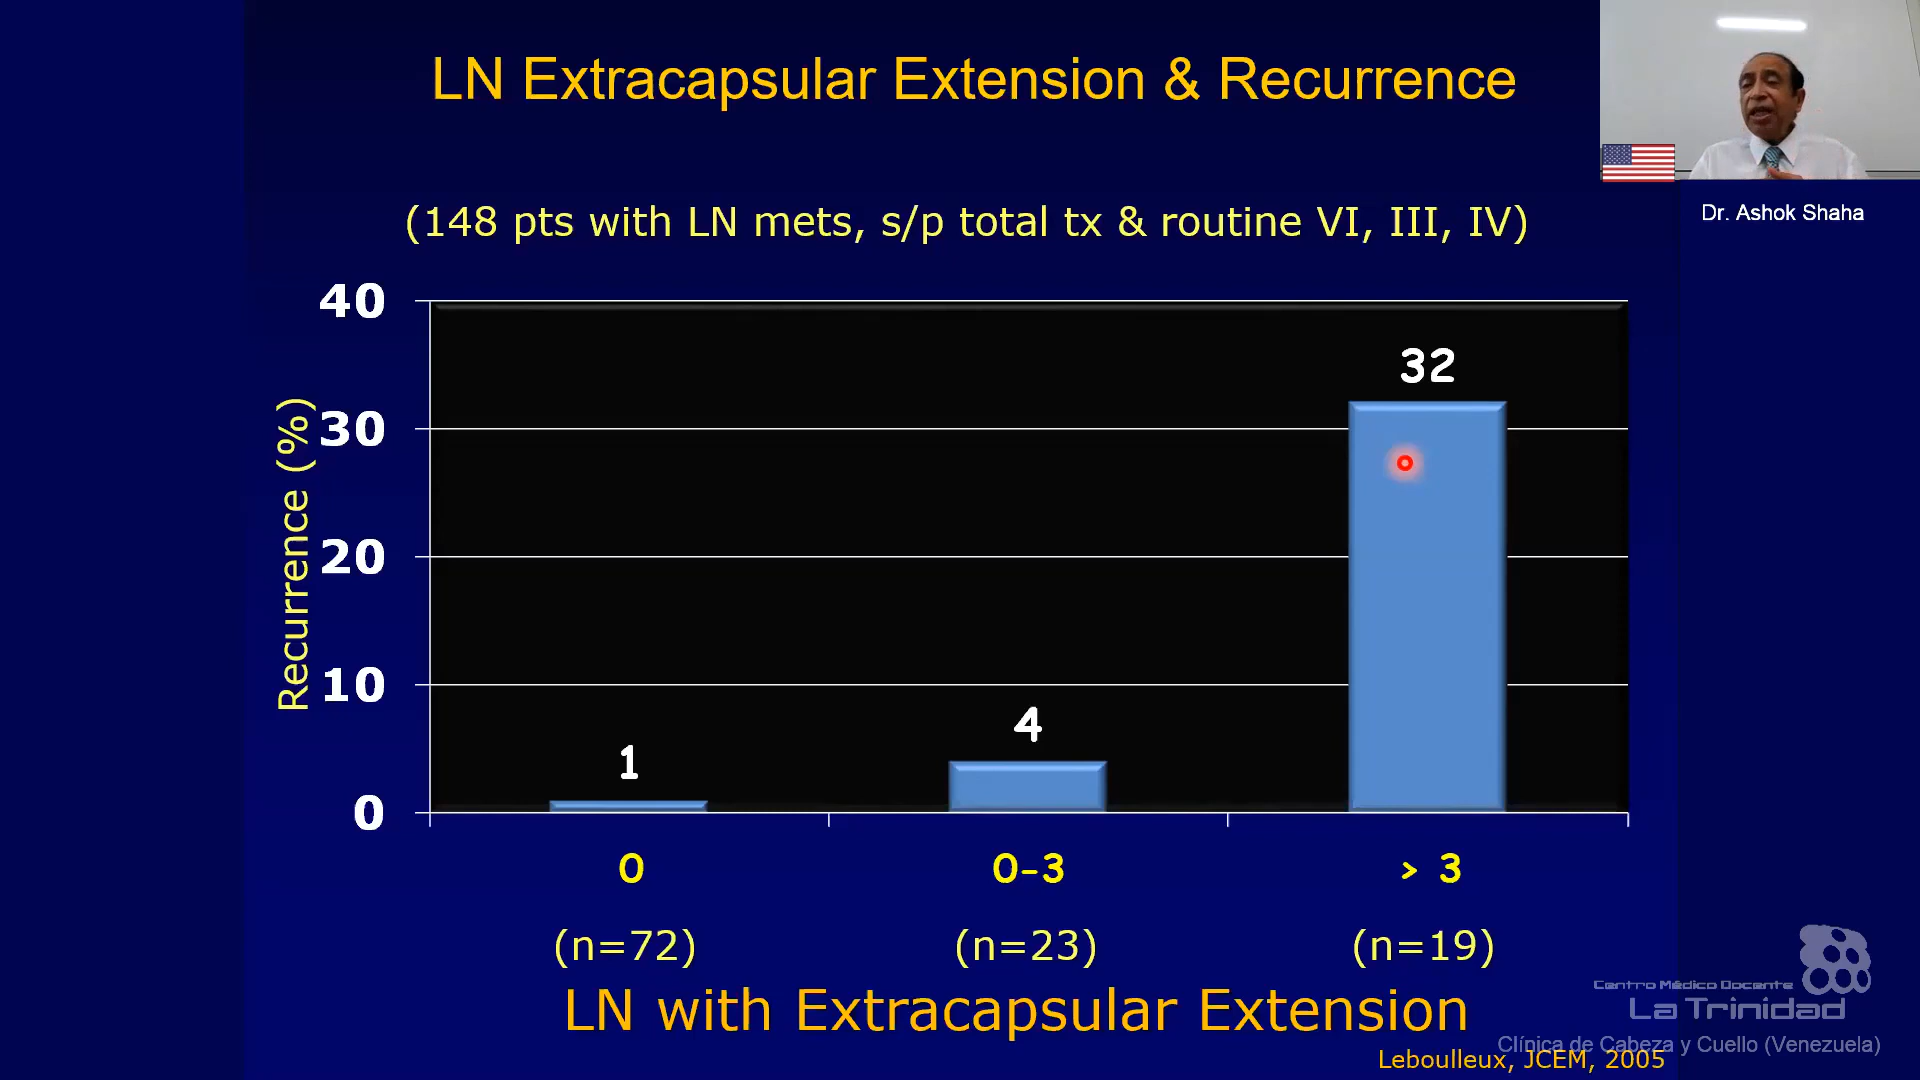 LN Extracapsular Extension & Recurrence
Dr. Ashok Shaha
(148 pts with LN mets, s/p total tx & routine VI, III, IV)
Recurrence (%)
40
30
20
10
0
1
4
32
0
0-3
> 3
(n=72)
(n=23)
(n=19)
LN with Extracapsular Extension
Centro Médico Docente
La Trinidad
Clínica de Cabeza y Cuello (Venezuela)
Leboulleux, JCEM, 2005